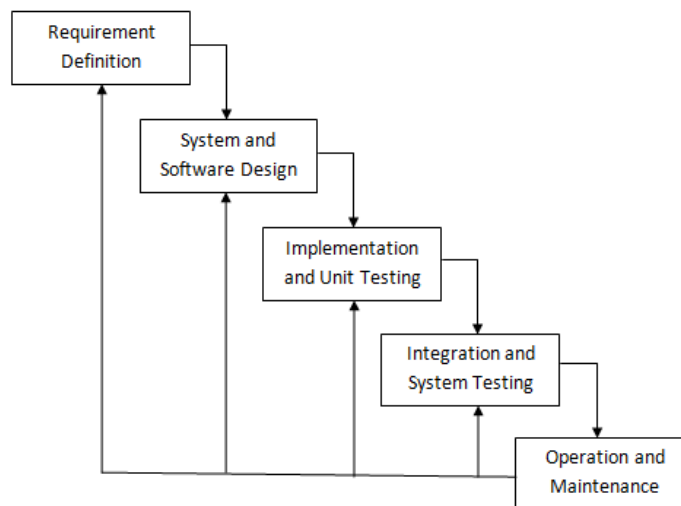 Requirement
Definition
System and
Software Design
Implementation
and Unit Testing
Integration and
System Testing
Operation and
Maintenance